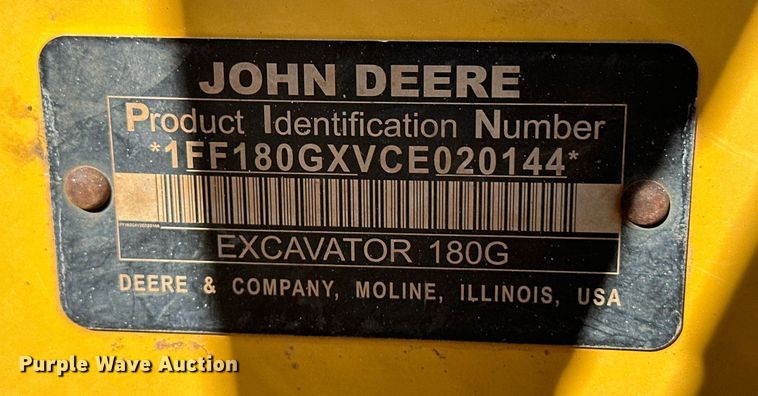 JOHN DEERE
Product Identification Number
*1FF180GXVCE020144*
EXCAVATOR 180G
DEERE & COMPANY, MOLINE, ILLINOIS, USA
Purple Wave Auction